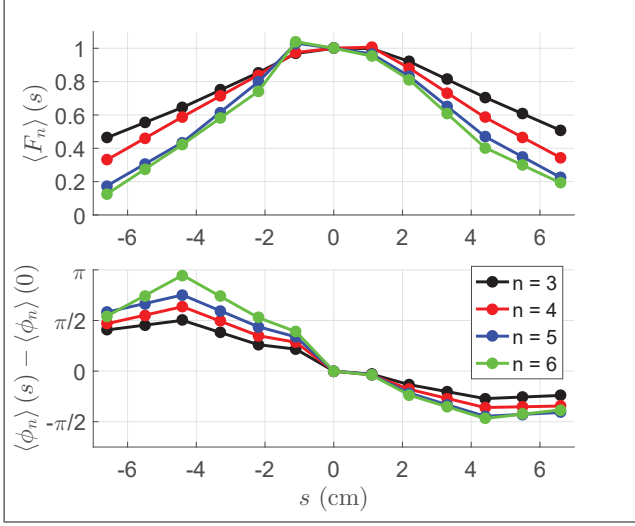 ⟨F_n⟩ (s)
1
0.8
0.6
0.4
0.2
0
-6 -4 -2 0 2 4 6
⟨ϕ_n⟩ (s) − ⟨ϕ_n⟩ (0)
π
π/2
0
-π/2
n = 3
n = 4
n = 5
n = 6
-6 -4 -2 0 2 4 6
s (cm)